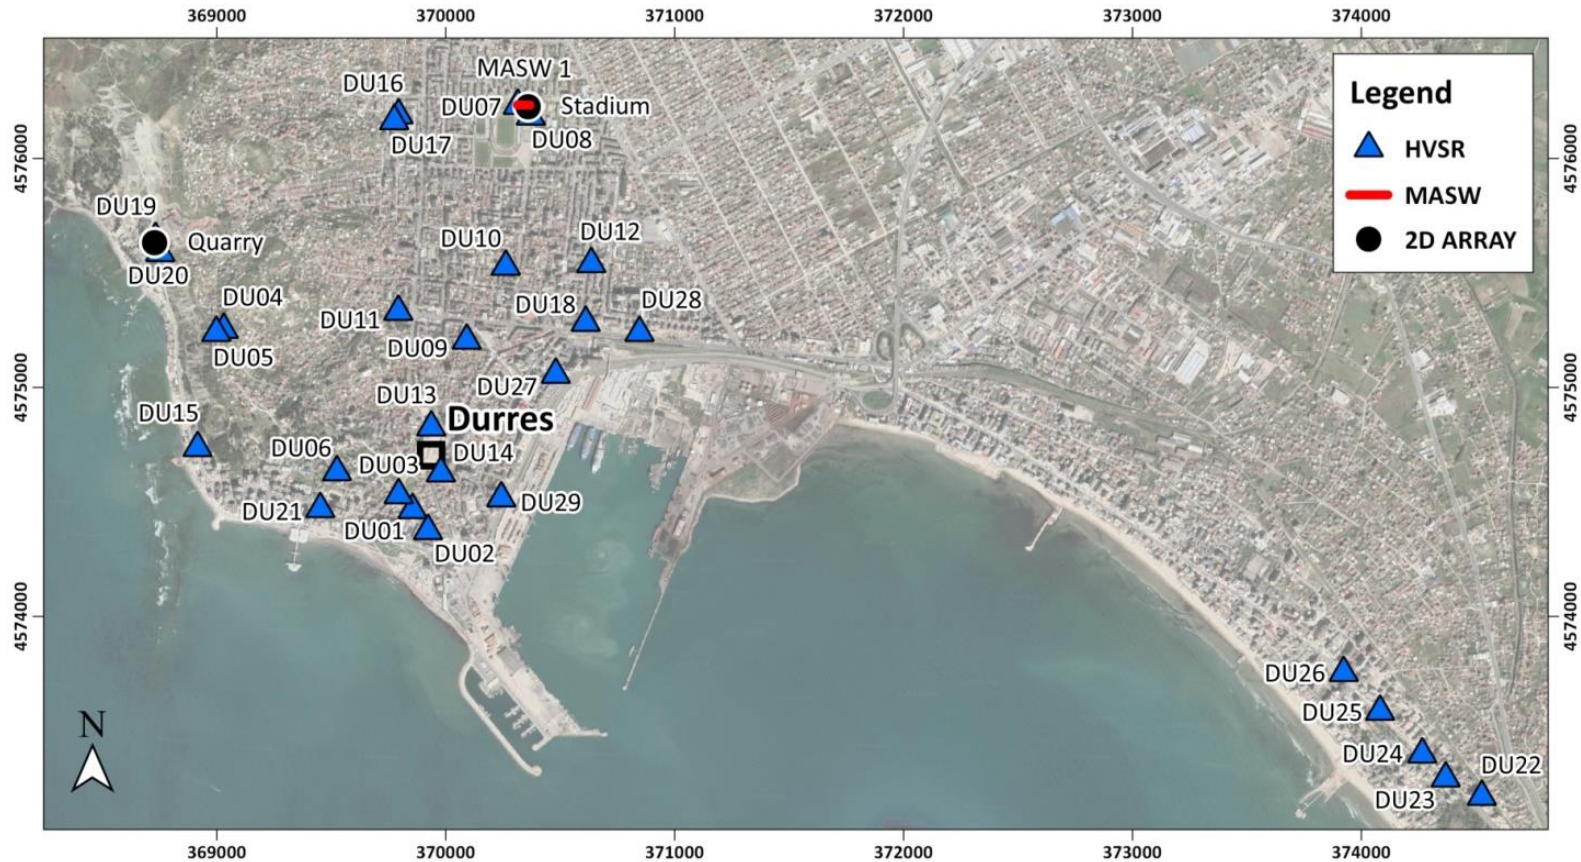 369000
370000
371000
372000
373000
374000
4576000
4575000
4574000
4576000
4575000
4574000
Legend
HVSR
MASW
2D ARRAY
DU16
DU17
MASW 1
DU07
Stadium
DU08
DU19
Quarry
DU20
DU10
DU12
DU04
DU05
DU11
DU18
DU28
DU09
DU27
DU13
Durres
DU15
DU06
DU03
DU14
DU21
DU01
DU29
DU02
DU26
DU25
DU24
DU22
DU23
N
369000
370000
371000
372000
373000
374000